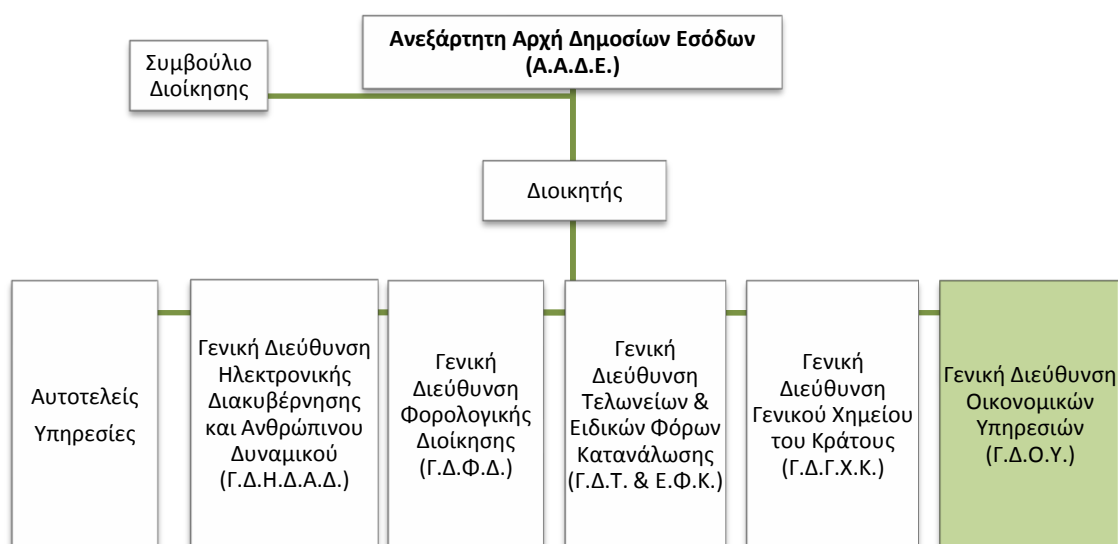 Ανεξάρτητη Αρχή Δημοσίων Εσόδων
(Α.Α.Δ.Ε.)
Συμβούλιο
Διοίκησης
Διοικητής
Αυτοτελείς
Υπηρεσίες
Γενική Διεύθυνση
Ηλεκτρονικής
Διακυβέρνησης
και Ανθρώπινου
Δυναμικού
(Γ.Δ.Η.Δ.Α.Δ.)
Γενική
Διεύθυνση
Φορολογικής
Διοίκησης
(Γ.Δ.Φ.Δ.)
Γενική
Διεύθυνση
Τελωνείων &
Ειδικών Φόρων
Κατανάλωσης
(Γ.Δ.Τ. & Ε.Φ.Κ.)
Γενική
Διεύθυνση
Γενικού Χημείου
του Κράτους
(Γ.Δ.Γ.Χ.Κ.)
Γενική Διεύθυνση
Οικονομικών
Υπηρεσιών
(Γ.Δ.Ο.Υ.)